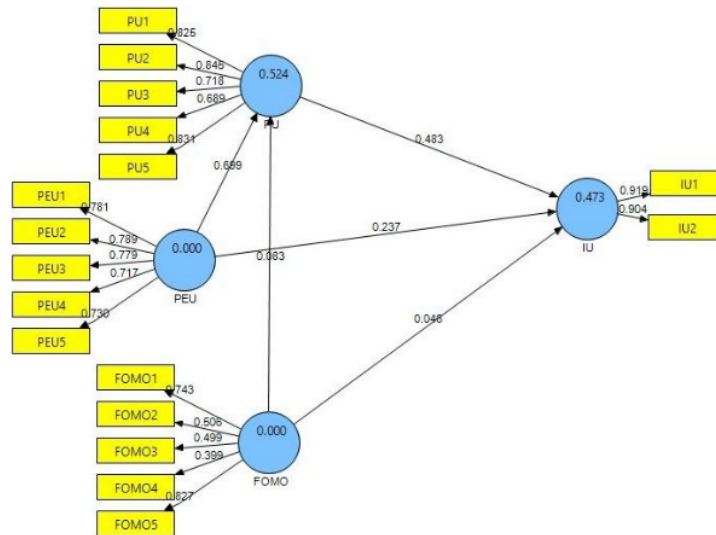 PU1
0.825
PU2
0.845
PU3
0.718
PU4
0.689
PU5
0.831
0.524
PU
0.699
0.483
PEU1
0.781
PEU2
0.789
PEU3
0.779
PEU4
0.717
PEU5
0.730
0.000
PEU
0.237
0.083
0.473
IU
0.919
IU1
0.904
IU2
0.046
FOMO1
0.743
FOMO2
0.506
FOMO3
0.499
FOMO4
0.399
FOMO5
0.827
0.000
FOMO